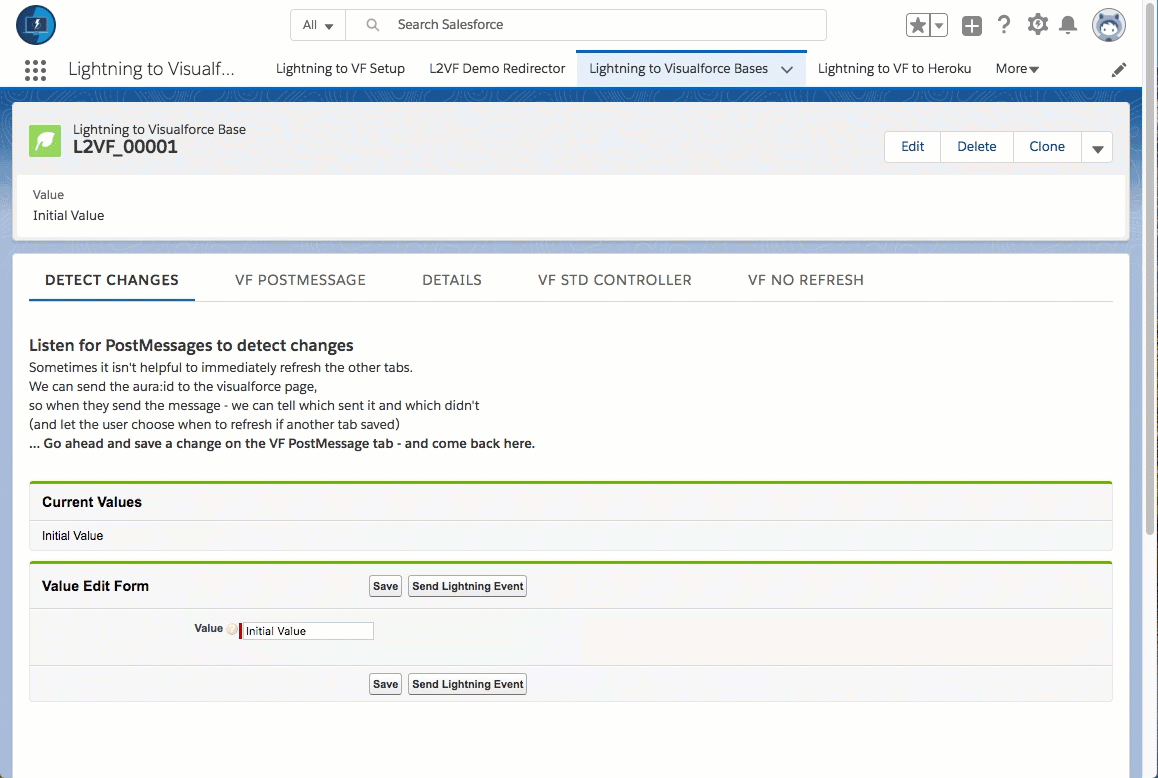 All
Search Salesforce
Lightning to Visualf...
Lightning to VF Setup
L2VF Demo Redirector
Lightning to Visualforce Bases
Lightning to VF to Heroku
More
Lightning to Visualforce Base
L2VF_00001
Edit
Delete
Clone
Value
Initial Value
DETECT CHANGES
VF POSTMESSAGE
DETAILS
VF STD CONTROLLER
VF NO REFRESH
Listen for PostMessages to detect changes
Sometimes it isn't helpful to immediately refresh the other tabs.
We can send the aura:id to the visualforce page,
so when they send the message - we can tell which sent it and which didn't
(and let the user choose when to refresh if another tab saved)
... Go ahead and save a change on the VF PostMessage tab - and come back here.
Current Values
Initial Value
Value Edit Form
Save
Send Lightning Event
Value
Initial Value
Save
Send Lightning Event